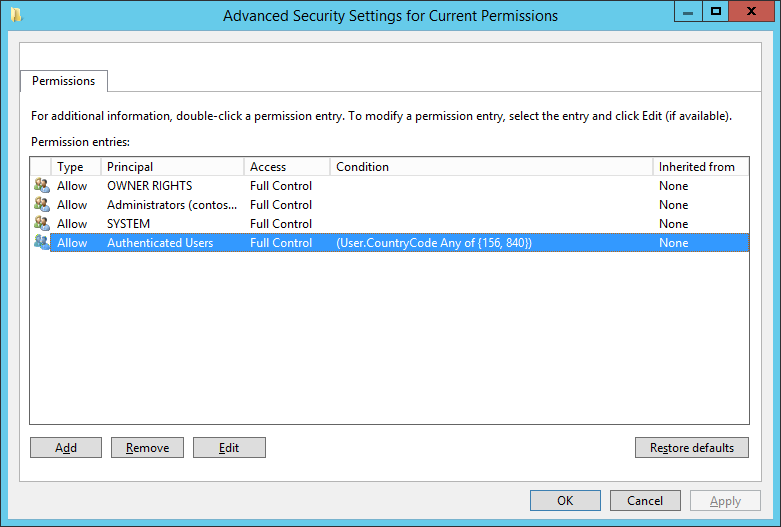 Advanced Security Settings for Current Permissions
Permissions
For additional information, double-click a permission entry. To modify a permission entry, select the entry and click Edit (if available).
Permission entries:
Type Principal Access Condition Inherited from
Allow OWNER RIGHTS Full Control None
Allow Administrators (contos... Full Control None
Allow SYSTEM Full Control None
Allow Authenticated Users Full Control (User.CountryCode Any of {156, 840}) None
Add Remove Edit Restore defaults
OK Cancel Apply